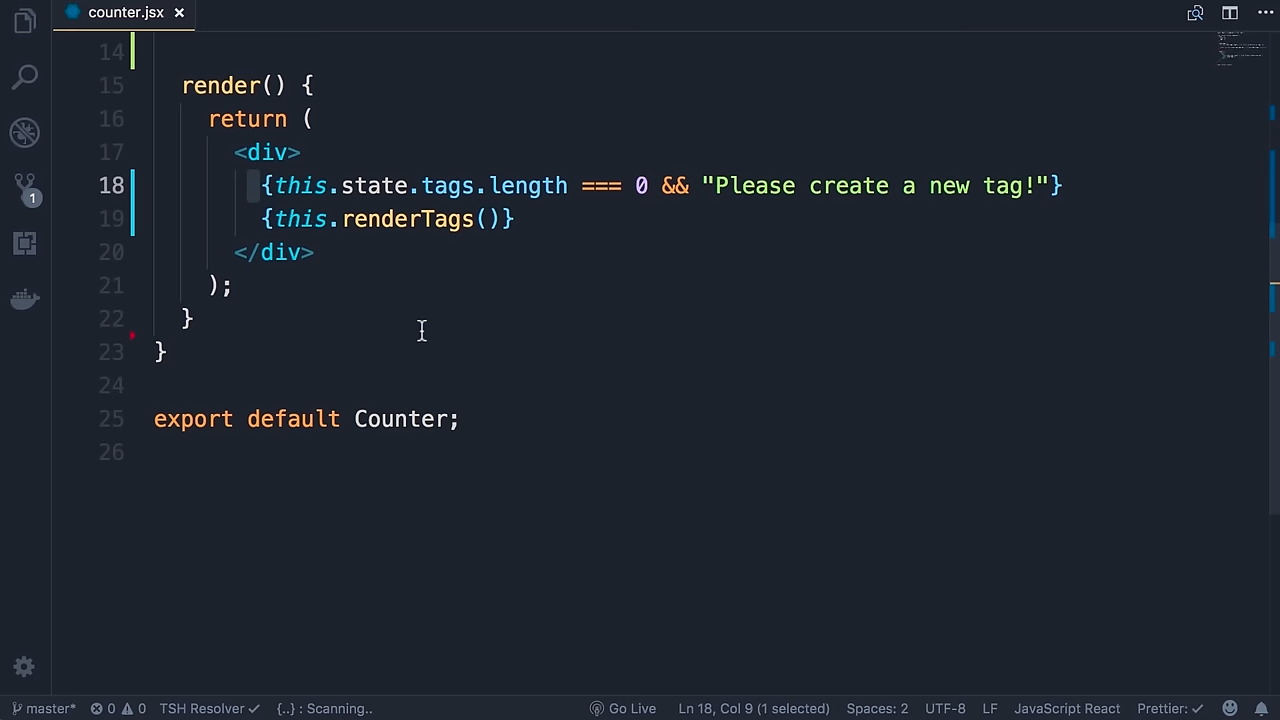 counter.jsx ×
14
15 render() {
16 return (
17 <div>
18 {this.state.tags.length === 0 && "Please create a new tag!"}
19 {this.renderTags()}
20 </div>
21 );
22 }
23 }
24
25 export default Counter;
26
1
master* 0 0 TSH Resolver ✓ {..} : Scanning.. Go Live Ln 18, Col 9 (1 selected) Spaces: 2 UTF-8 LF JavaScript React Prettier: ✓